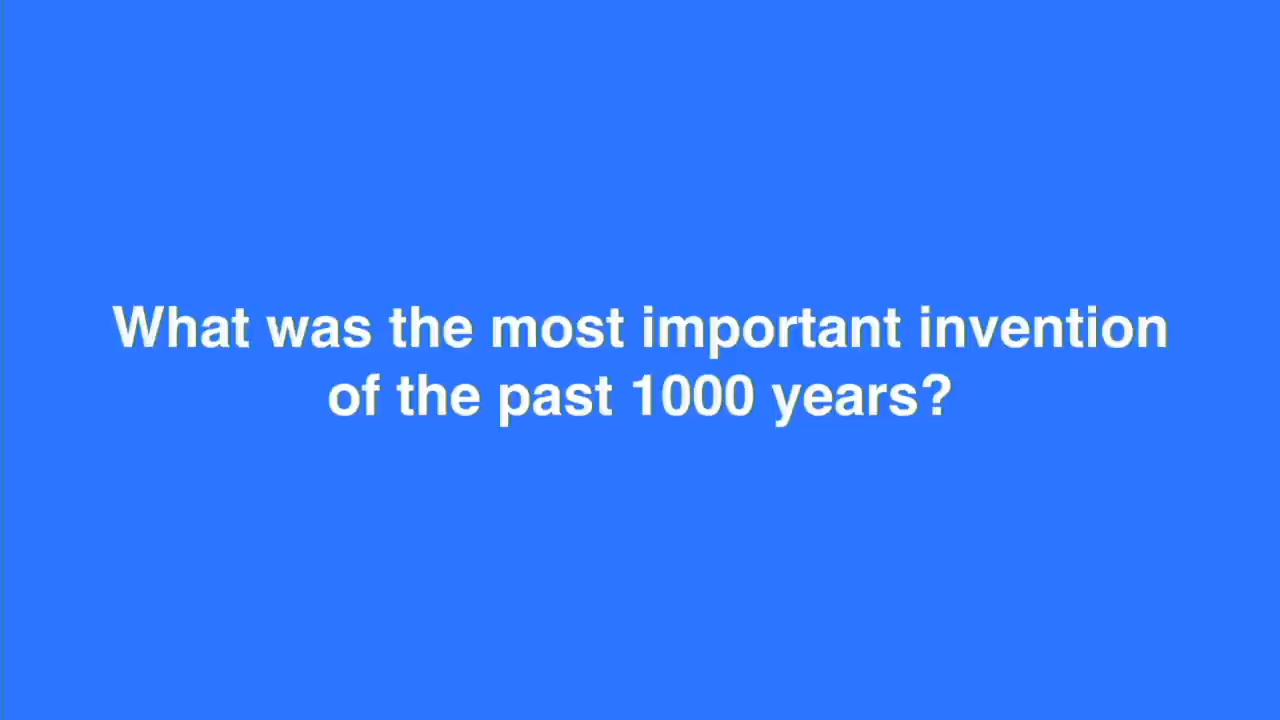 What was the most important invention
of the past 1000 years?